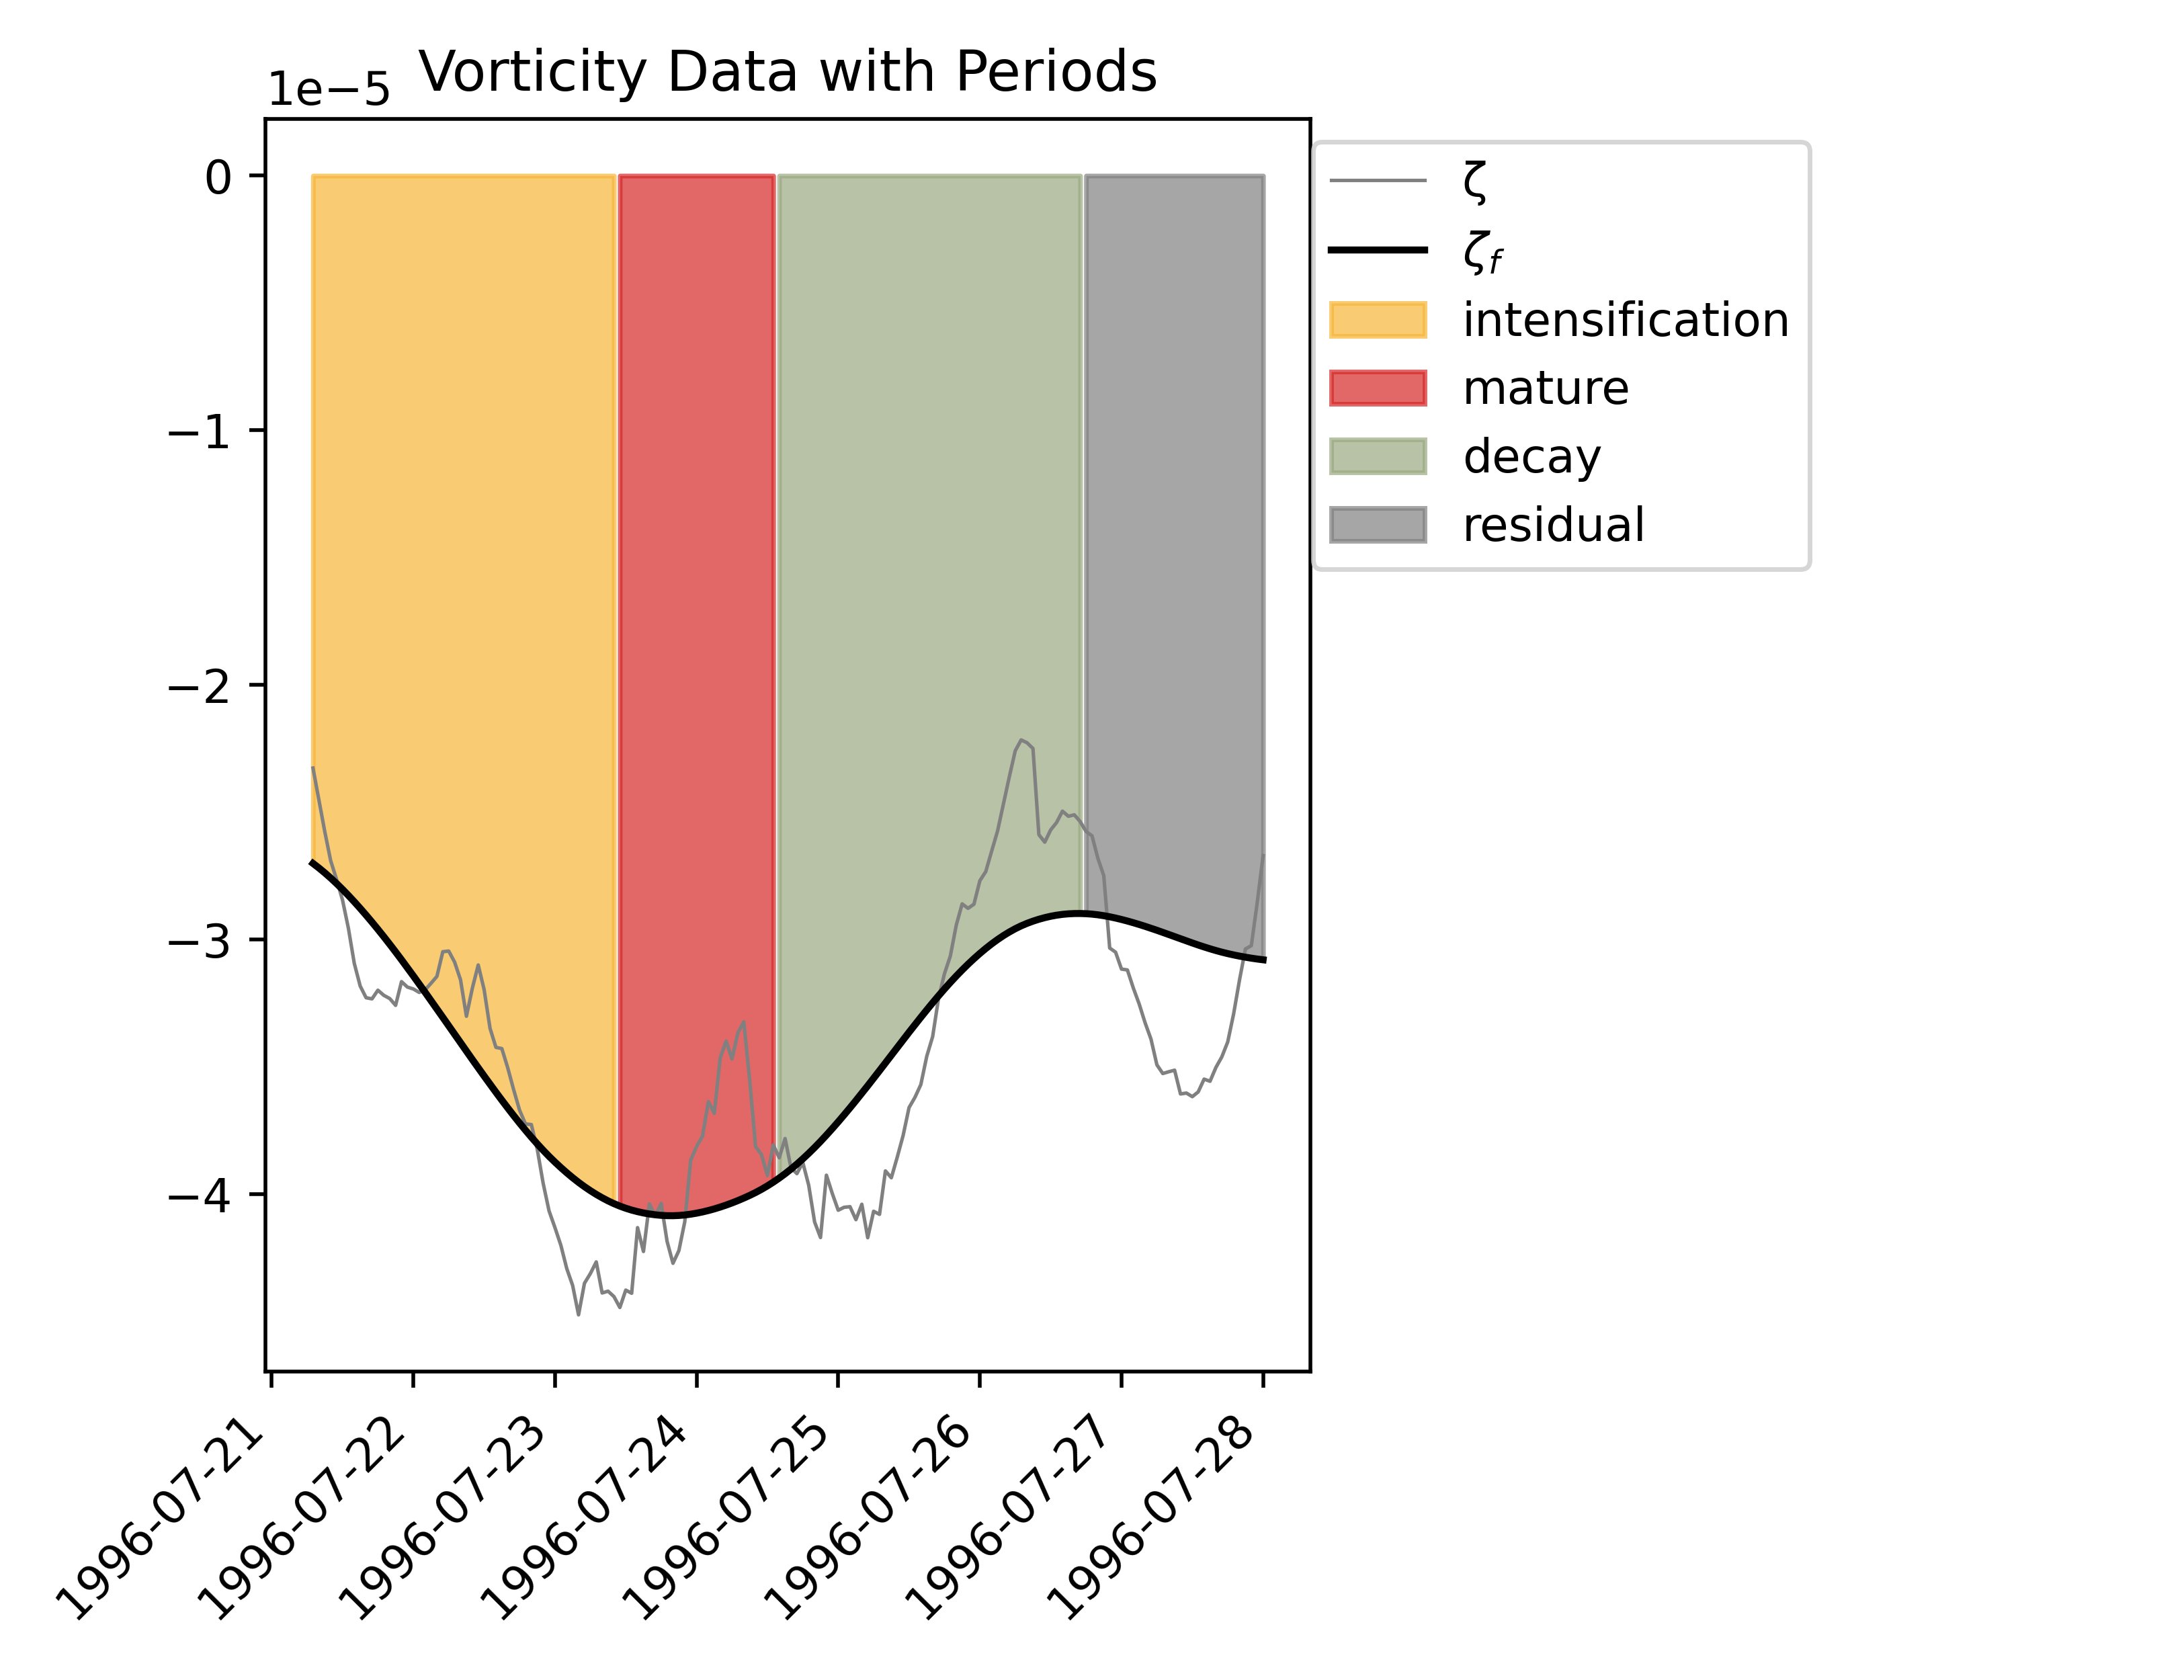 Vorticity Data with Periods
1e−5
0
−1
−2
−3
−4
1996-07-21
1996-07-22
1996-07-23
1996-07-24
1996-07-25
1996-07-26
1996-07-27
1996-07-28
ζ
ζf
intensification
mature
decay
residual